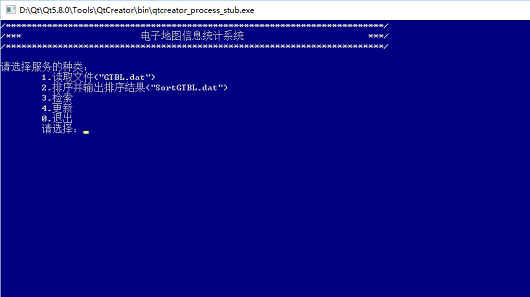 D:\Qt\Qt5.8.0\Tools\QtCreator\bin\qtcreator_process_stub.exe
/***********************************************************************/
/*** 电子地图信息统计系统 ***/
/***********************************************************************/
请选择服务的种类:
1.读取文件("GTBL.dat")
2.排序并输出排序结果("SortGTBL.dat")
3.检索
4.更新
0.退出
请选择: